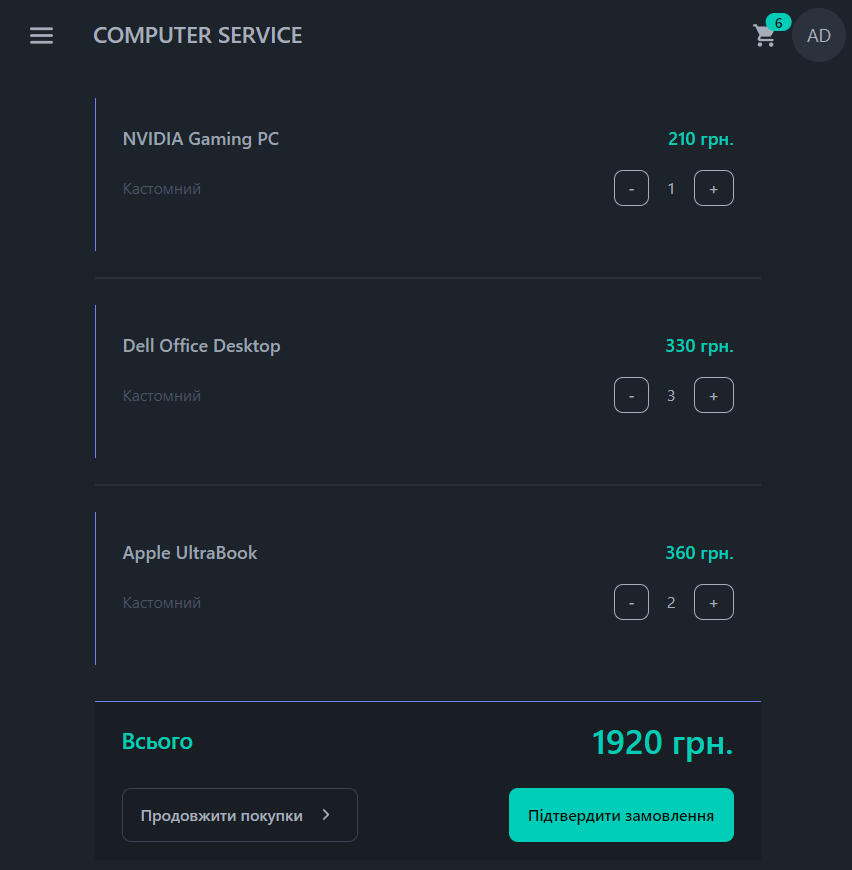 COMPUTER SERVICE
6
AD
NVIDIA Gaming PC
210 грн.
Кастомний
- 1 +
Dell Office Desktop
330 грн.
Кастомний
- 3 +
Apple UltraBook
360 грн.
Кастомний
- 2 +
Всього
1920 грн.
Продовжити покупки
Підтвердити замовлення